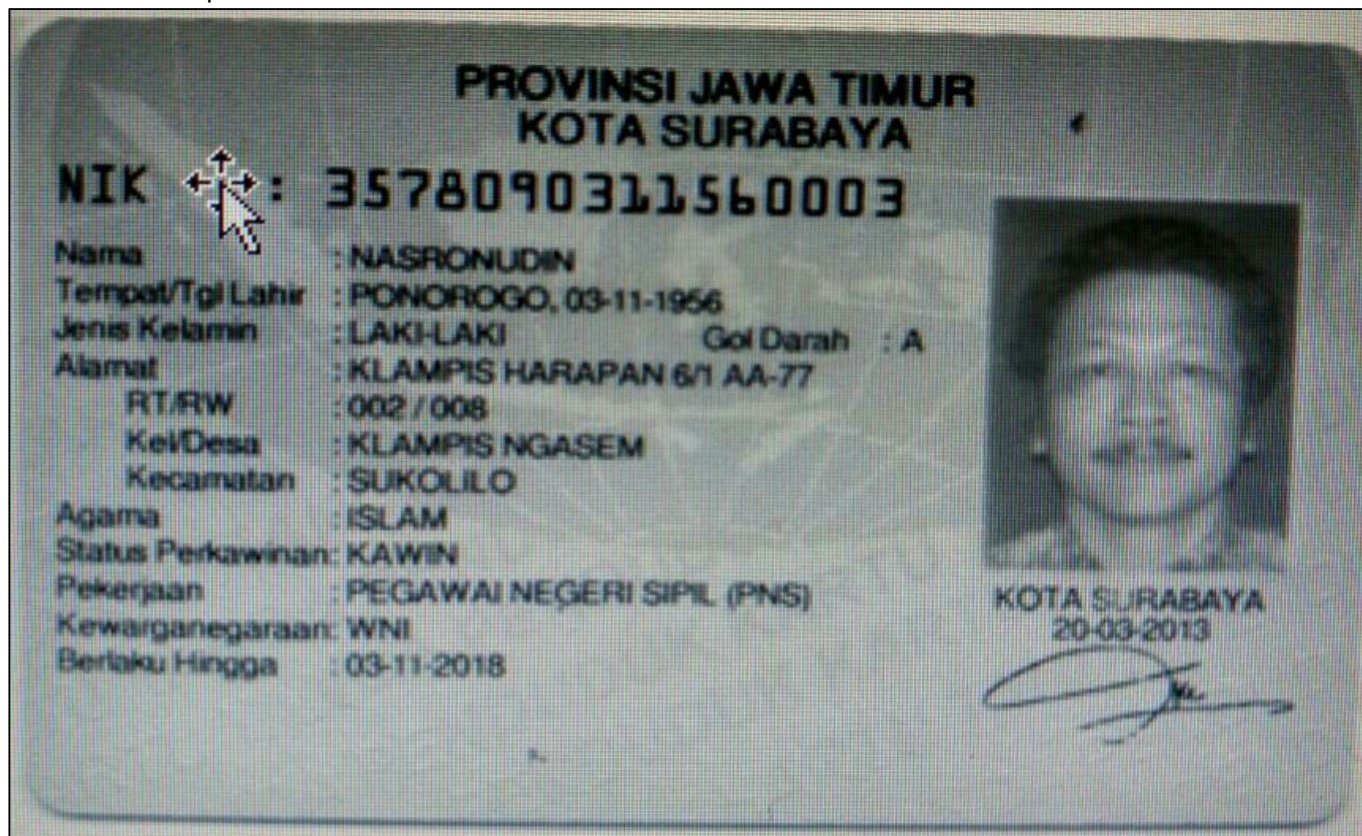 PROVINSI JAWA TIMUR
KOTA SURABAYA
NIK : 3578090311560003
Nama : NASRONUDIN
Tempat/Tgl Lahir : PONOROGO, 03-11-1956
Jenis Kelamin : LAKI-LAKI Gol Darah : A
Alamat : KLAMPIS HARAPAN 6/1 AA-77
RT/RW : 002 / 008
Kel/Desa : KLAMPIS NGASEM
Kecamatan : SUKOLILO
Agama : ISLAM
Status Perkawinan: KAWIN
Pekerjaan : PEGAWAI NEGERI SIPIL (PNS)
Kewarganegaraan: WNI
Berlaku Hingga : 03-11-2018
KOTA SURABAYA
20-03-2013